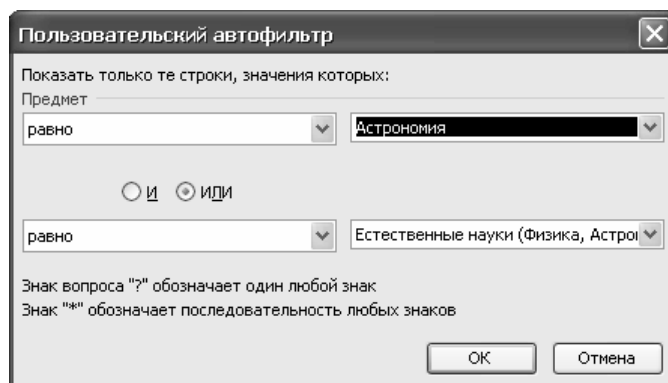 Пользовательский автофильтр
Показать только те строки, значения которых:
Предмет
равно Астрономия
И ИЛИ
равно Естественные науки (Физика, Астро
Знак вопроса "?" обозначает один любой знак
Знак "*" обозначает последовательность любых знаков
ОК Отмена